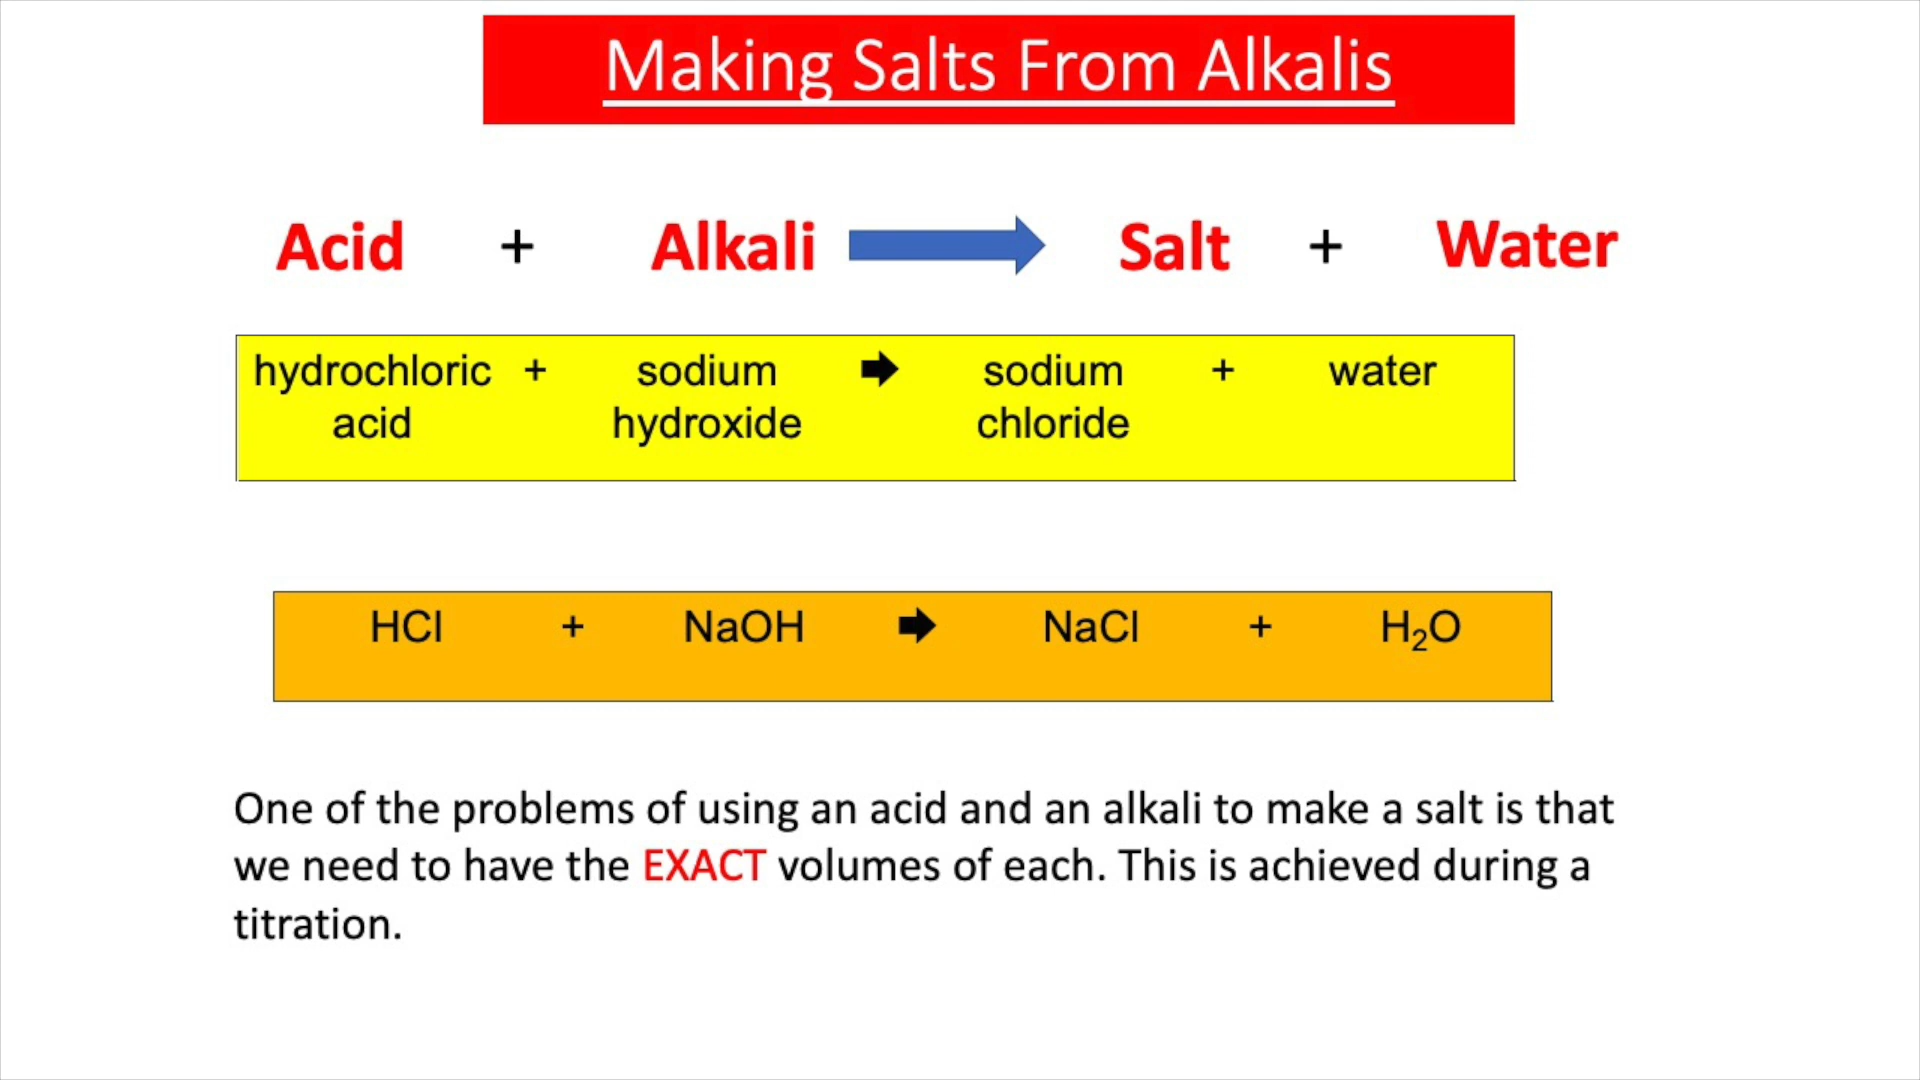 Making Salts From Alkalis
Acid + Alkali Salt + Water
hydrochloric + sodium 🡆 sodium + water
acid hydroxide chloride
HCl + NaOH 🡆 NaCl + H₂O
One of the problems of using an acid and an alkali to make a salt is that
we need to have the EXACT volumes of each. This is achieved during a
titration.